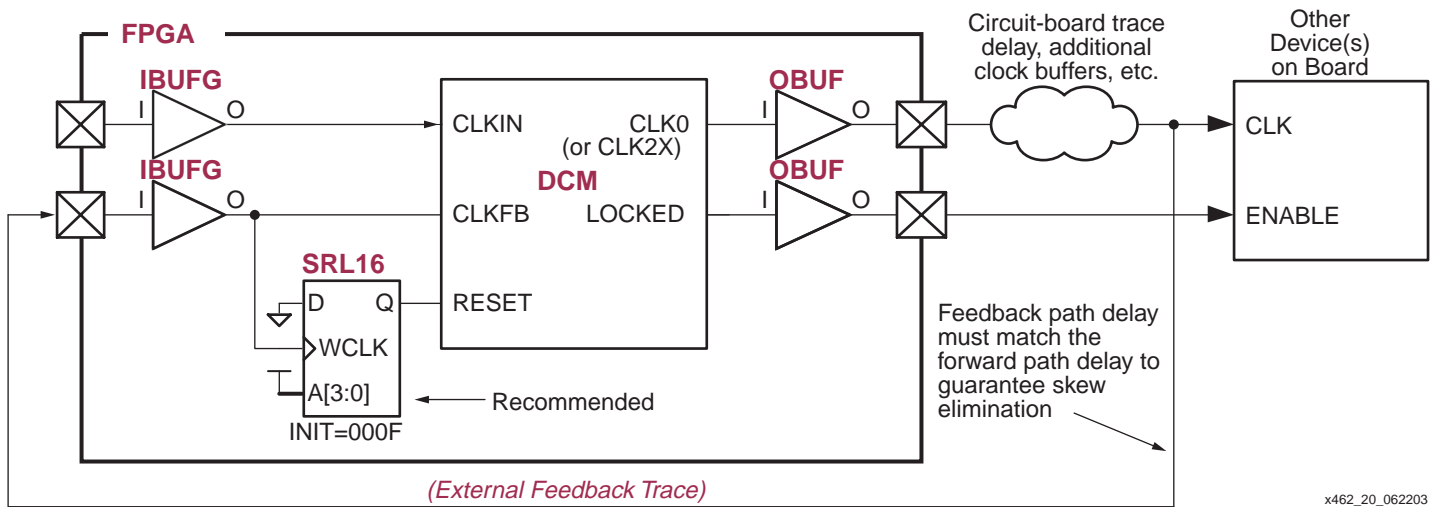 FPGA
IBUFG
I
O
IBUFG
I
O
CLKIN
CLK0
(or CLK2X)
DCM
CLKFB
LOCKED
RESET
SRL16
D
Q
WCLK
A[3:0]
INIT=000F
Recommended
OBUF
I
O
OBUF
I
O
Circuit-board trace
delay, additional
clock buffers, etc.
Other
Device(s)
on Board
CLK
ENABLE
Feedback path delay
must match the
forward path delay to
guarantee skew
elimination
(External Feedback Trace)
x462_20_062203